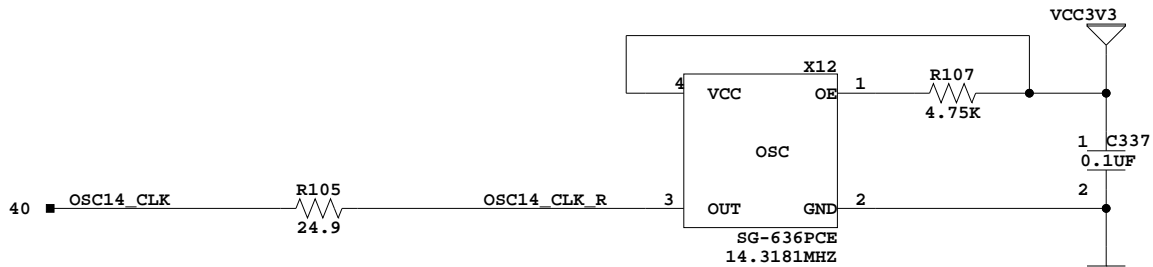 VCC3V3
X12
4
VCC
OE
1
R107
4.75K
OSC
1
C337
0.1UF
2
40
OSC14_CLK
R105
24.9
OSC14_CLK_R
3
OUT
GND
2
SG-636PCE
14.3181MHZ